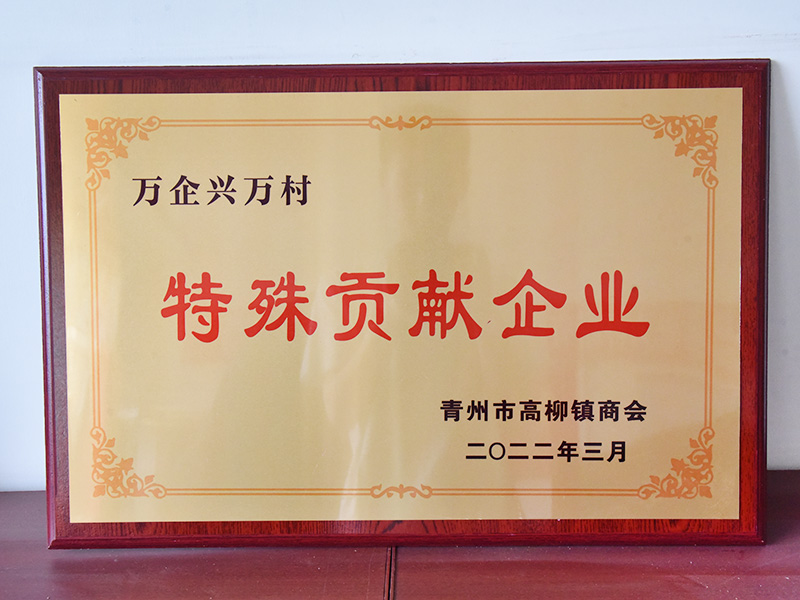 万企兴万村
特殊贡献企业
青州市高柳镇商会
二〇二二年三月